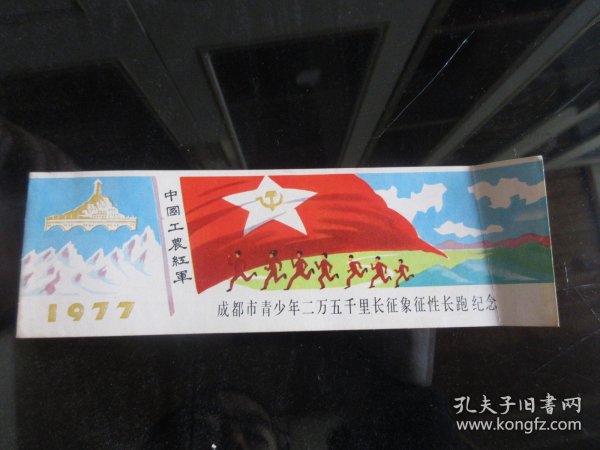 中國工農紅軍
1977
成都市青少年二万五千里长征象征性长跑纪念
孔夫子旧書网
www.kongfz.com